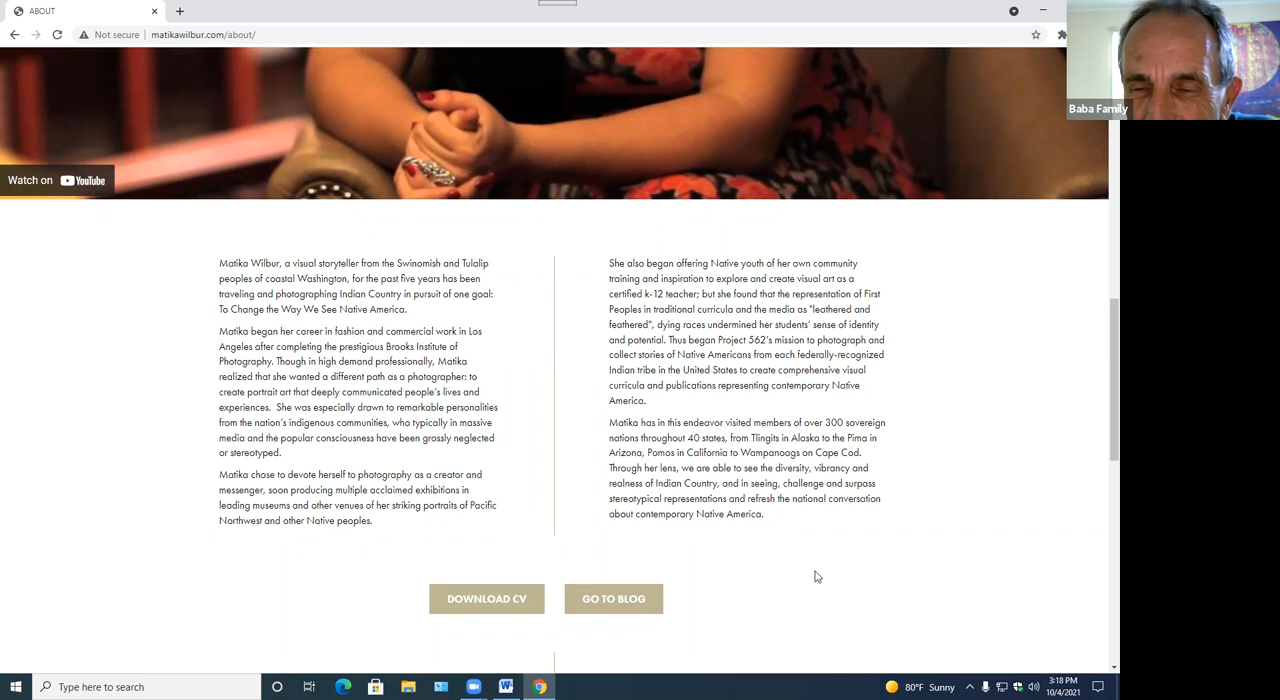 ABOUT
Not secure
matikawilbur.com/about/
Baba Family
Watch on YouTube
Matika Wilbur, a visual storyteller from the Swinomish and Tulalip
peoples of coastal Washington, for the past five years has been
traveling and photographing Indian Country in pursuit of one goal:
To Change the Way We See Native America.
Matika began her career in fashion and commercial work in Los
Angeles after completing the prestigious Brooks Institute of
Photography. Though in high demand professionally, Matika
realized that she wanted a different path as a photographer: to
create portrait art that deeply communicated people's lives and
experiences. She was especially drawn to remarkable personalities
from the nation's indigenous communities, who typically in massive
media and the popular consciousness have been grossly neglected
or stereotyped.
Matika chose to devote herself to photography as a creator and
messenger, soon producing multiple acclaimed exhibitions in
leading museums and other venues of her striking portraits of Pacific
Northwest and other Native peoples.
She also began offering Native youth of her own community
training and inspiration to explore and create visual art as a
certified k-12 teacher; but she found that the representation of First
Peoples in traditional curricula and the media as "leathered and
feathered", dying races undermined her students' sense of identity
and potential. Thus began Project 562's mission to photograph and
collect stories of Native Americans from each federally-recognized
Indian tribe in the United States to create comprehensive visual
curricula and publications representing contemporary Native
America.
Matika has in this endeavor visited members of over 300 sovereign
nations throughout 40 states, from Tlingits in Alaska to the Pima in
Arizona, Pomos in California to Wampanoags on Cape Cod.
Through her lens, we are able to see the diversity, vibrancy and
realness of Indian Country, and in seeing, challenge and surpass
stereotypical representations and refresh the national conversation
about contemporary Native America.
DOWNLOAD CV
GO TO BLOG
Type here to search
80°F Sunny
3:18 PM
10/4/2021